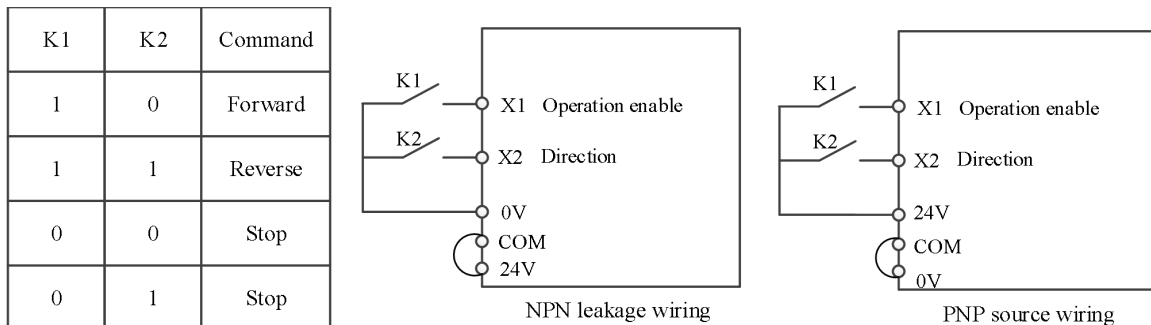 K1 K2 Command
1 0 Forward
1 1 Reverse
0 0 Stop
0 1 Stop
K1
X1 Operation enable
K2
X2 Direction
0V
COM
24V
NPN leakage wiring
K1
X1 Operation enable
K2
X2 Direction
24V
COM
0V
PNP source wiring